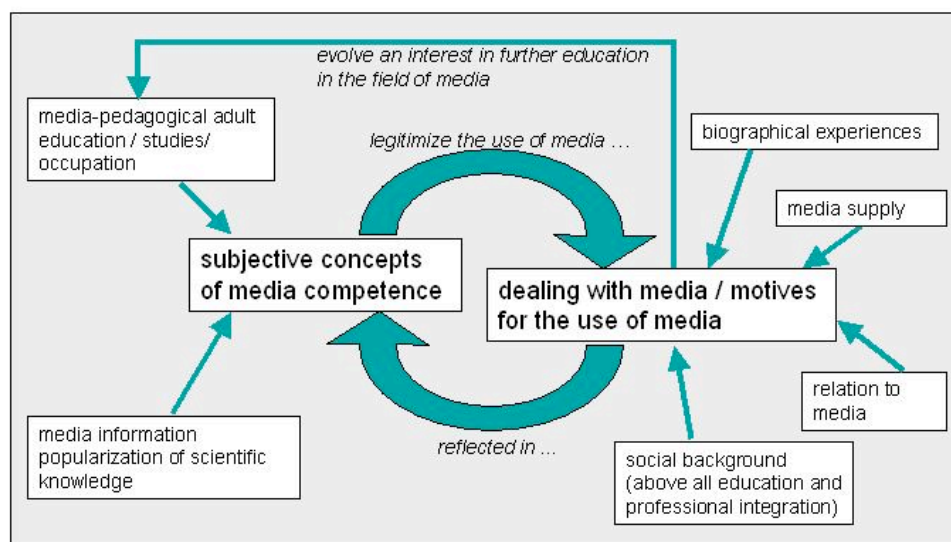 evolve an interest in further education
in the field of media
media-pedagogical adult
education / studies/
occupation
legitimize the use of media ...
biographical experiences
media supply
subjective concepts
of media competence
dealing with media / motives
for the use of media
relation to
media
media information
popularization of scientific
knowledge
reflected in ...
social background
(above all education and
professional integration)